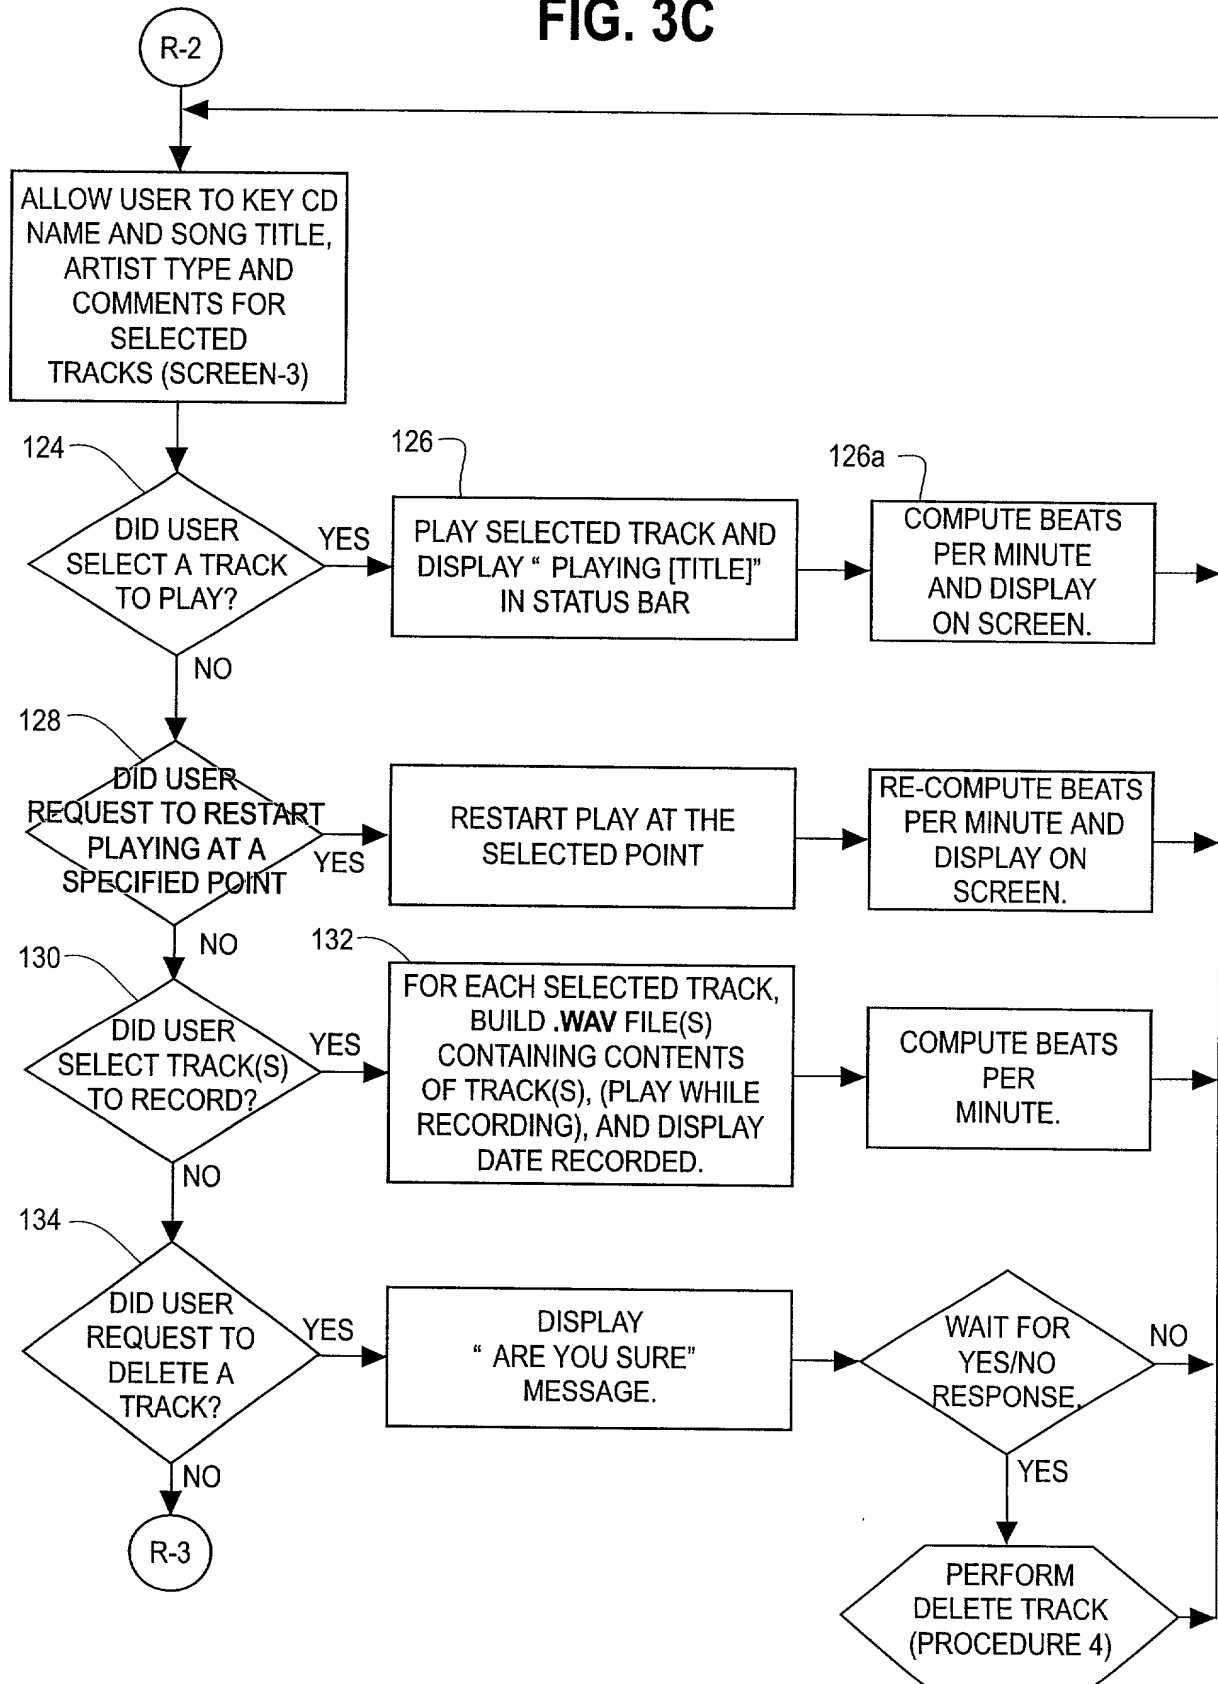 FIG. 3C
R-2
ALLOW USER TO KEY CD
NAME AND SONG TITLE,
ARTIST TYPE AND
COMMENTS FOR
SELECTED
TRACKS (SCREEN-3)
124
DID USER
SELECT A TRACK
TO PLAY?
YES
NO
126
PLAY SELECTED TRACK AND
DISPLAY “ PLAYING [TITLE]”
IN STATUS BAR
126a
COMPUTE BEATS
PER MINUTE
AND DISPLAY
ON SCREEN.
128
DID USER
REQUEST TO RESTART
PLAYING AT A
SPECIFIED POINT
YES
NO
RESTART PLAY AT THE
SELECTED POINT
RE-COMPUTE BEATS
PER MINUTE AND
DISPLAY ON
SCREEN.
130
DID USER
SELECT TRACK(S)
TO RECORD?
YES
NO
132
FOR EACH SELECTED TRACK,
BUILD .WAV FILE(S)
CONTAINING CONTENTS
OF TRACK(S), (PLAY WHILE
RECORDING), AND DISPLAY
DATE RECORDED.
COMPUTE BEATS
PER
MINUTE.
134
DID USER
REQUEST TO
DELETE A
TRACK?
YES
NO
DISPLAY
“ ARE YOU SURE”
MESSAGE.
WAIT FOR
YES/NO
RESPONSE.
NO
YES
R-3
PERFORM
DELETE TRACK
(PROCEDURE 4)